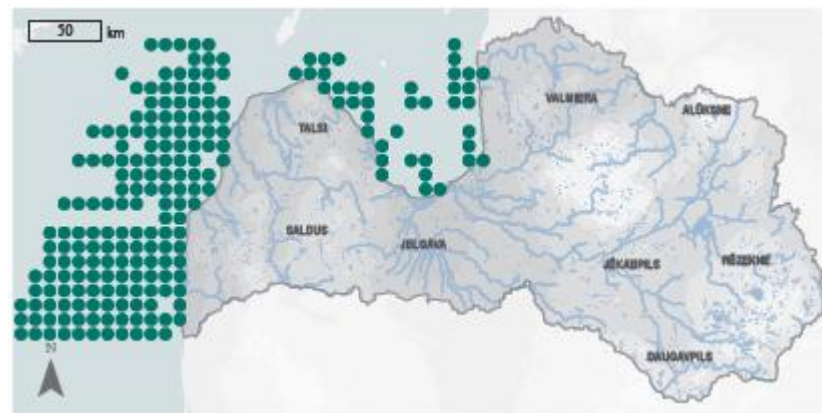 50 km
VALMIERA
ALŪKSNE
TALSI
SALDUS
JELGAVA
JĒKABPILS
RĒZEKNE
DAUGAVPILS
N